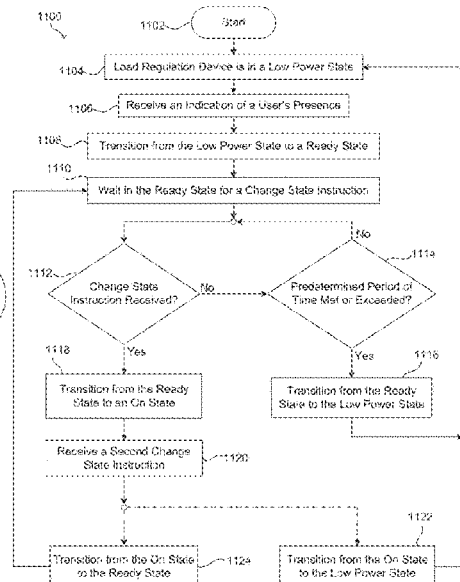 1100
1102
Start
1104
Load Regulation Device is in a Low Power State
1106
Receive an Indication of a User's Presence
1108
Transition from the Low Power State to a Ready State
1110
Wait in the Ready State for a Change State Instruction
No
1112
1114
Change State
Instruction Received?
No
Predetermined Period of
Time Met or Exceeded?
1118
Yes
Yes
1116
Transition from the Ready
State to an On State
Transition from the Ready
State to the Low Power State
Receive a Second Change
State Instruction
1120
1122
Transition from the On State
to the Ready State
1124
Transition from the On State
to the Low Power State